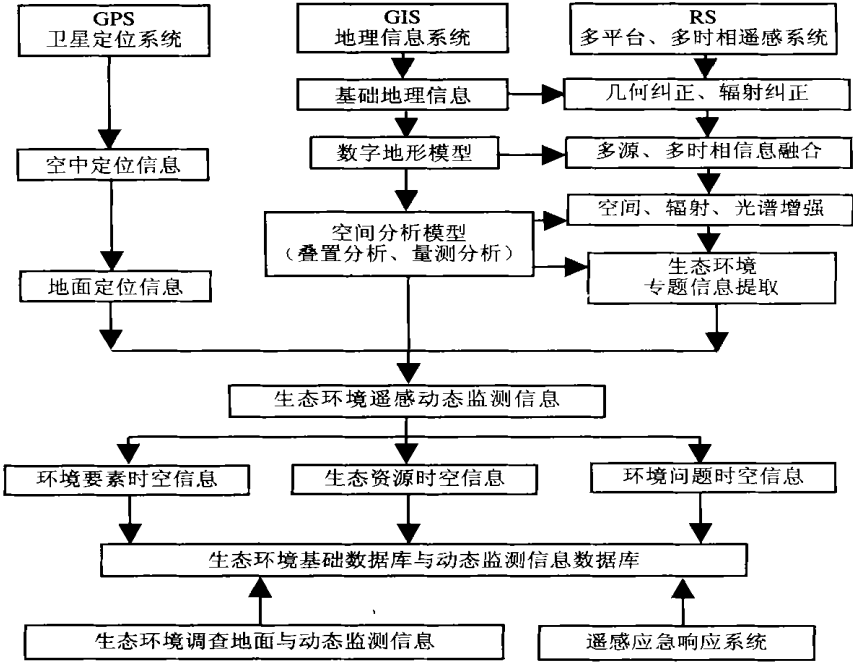 GPS
卫星定位系统
GIS
地理信息系统
RS
多平台、多时相遥感系统
基础地理信息
几何纠正、辐射纠正
空中定位信息
数字地形模型
多源、多时相信息融合
空间分析模型
(叠置分析、量测分析)
空间、辐射、光谱增强
地面定位信息
生态环境
专题信息提取
生态环境遥感动态监测信息
环境要素时空信息
生态资源时空信息
环境问题时空信息
生态环境基础数据库与动态监测信息数据库
生态环境调查地面与动态监测信息
遥感应急响应系统